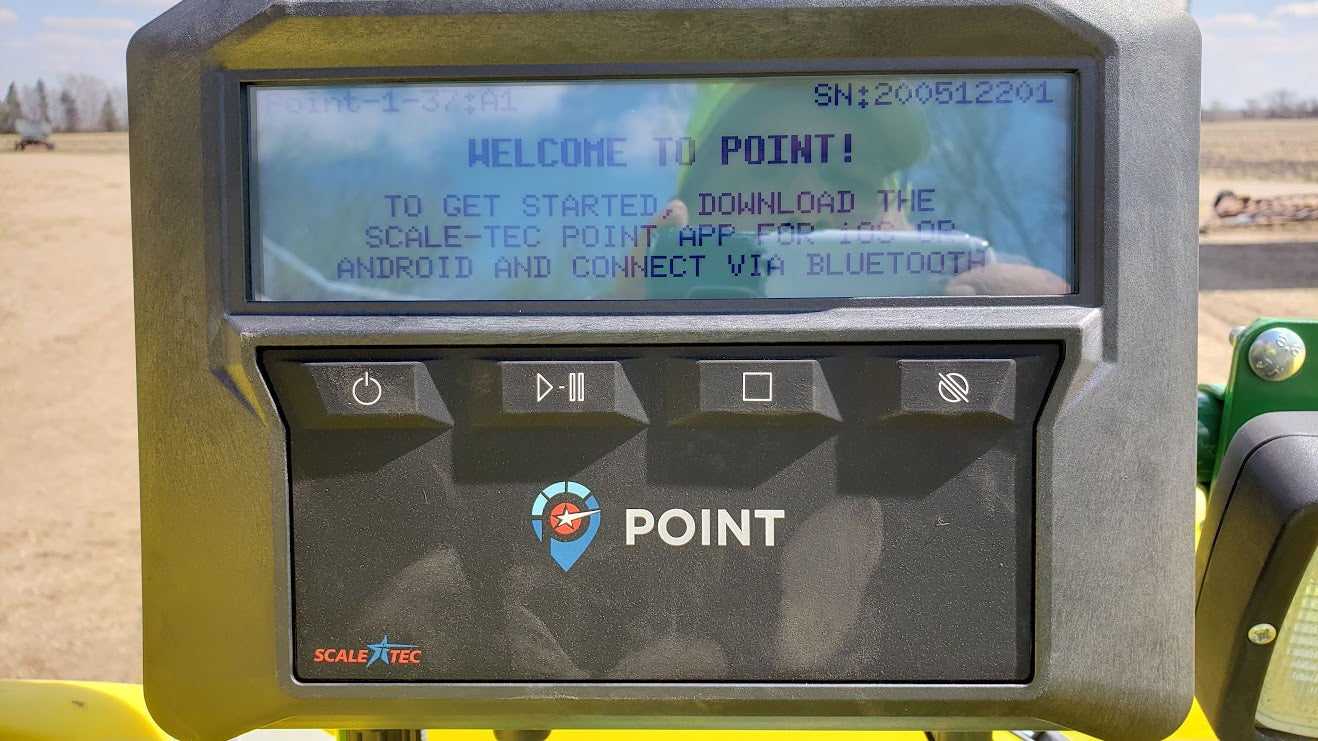 Point-1-37:A1 SN:200512201
WELCOME TO POINT!
TO GET STARTED, DOWNLOAD THE
SCALE-TEC POINT APP FOR iOS OR
ANDROID AND CONNECT VIA BLUETOOTH
POINT
SCALE TEC